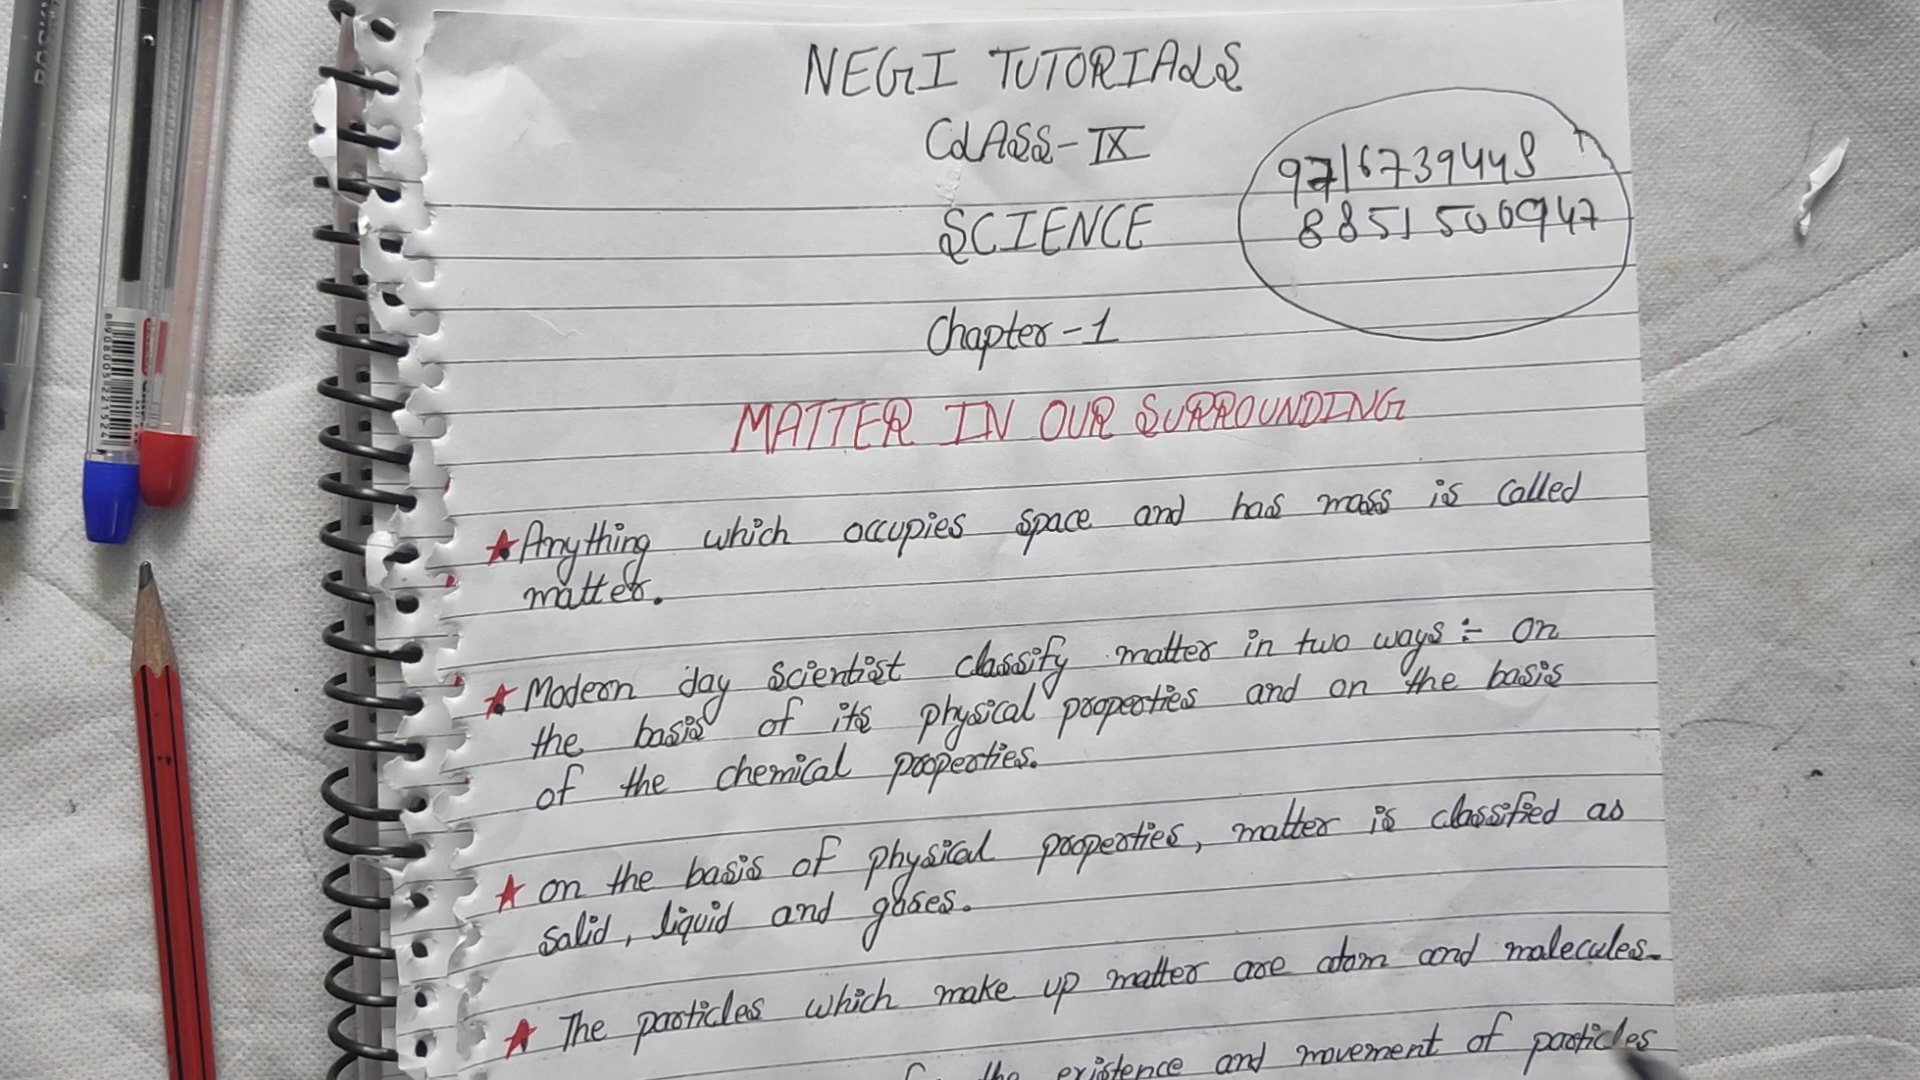 NEGI TUTORIALS
CLASS-IX
9716739448
8851500947
SCIENCE
Chapter-1
MATTER IN OUR SURROUNDING
★ Anything which occupies space and has mass is called
matter.
★ Modern day Scientist classify matter in two ways :- On
the basis of its physical properties and on the basis
of the chemical properties.
★ on the basis of physical properties, matter is classified as
solid, liquid and gases.
★ The particles which make up matter are atom and molecules.
the existence and movement of particles
8908005221524